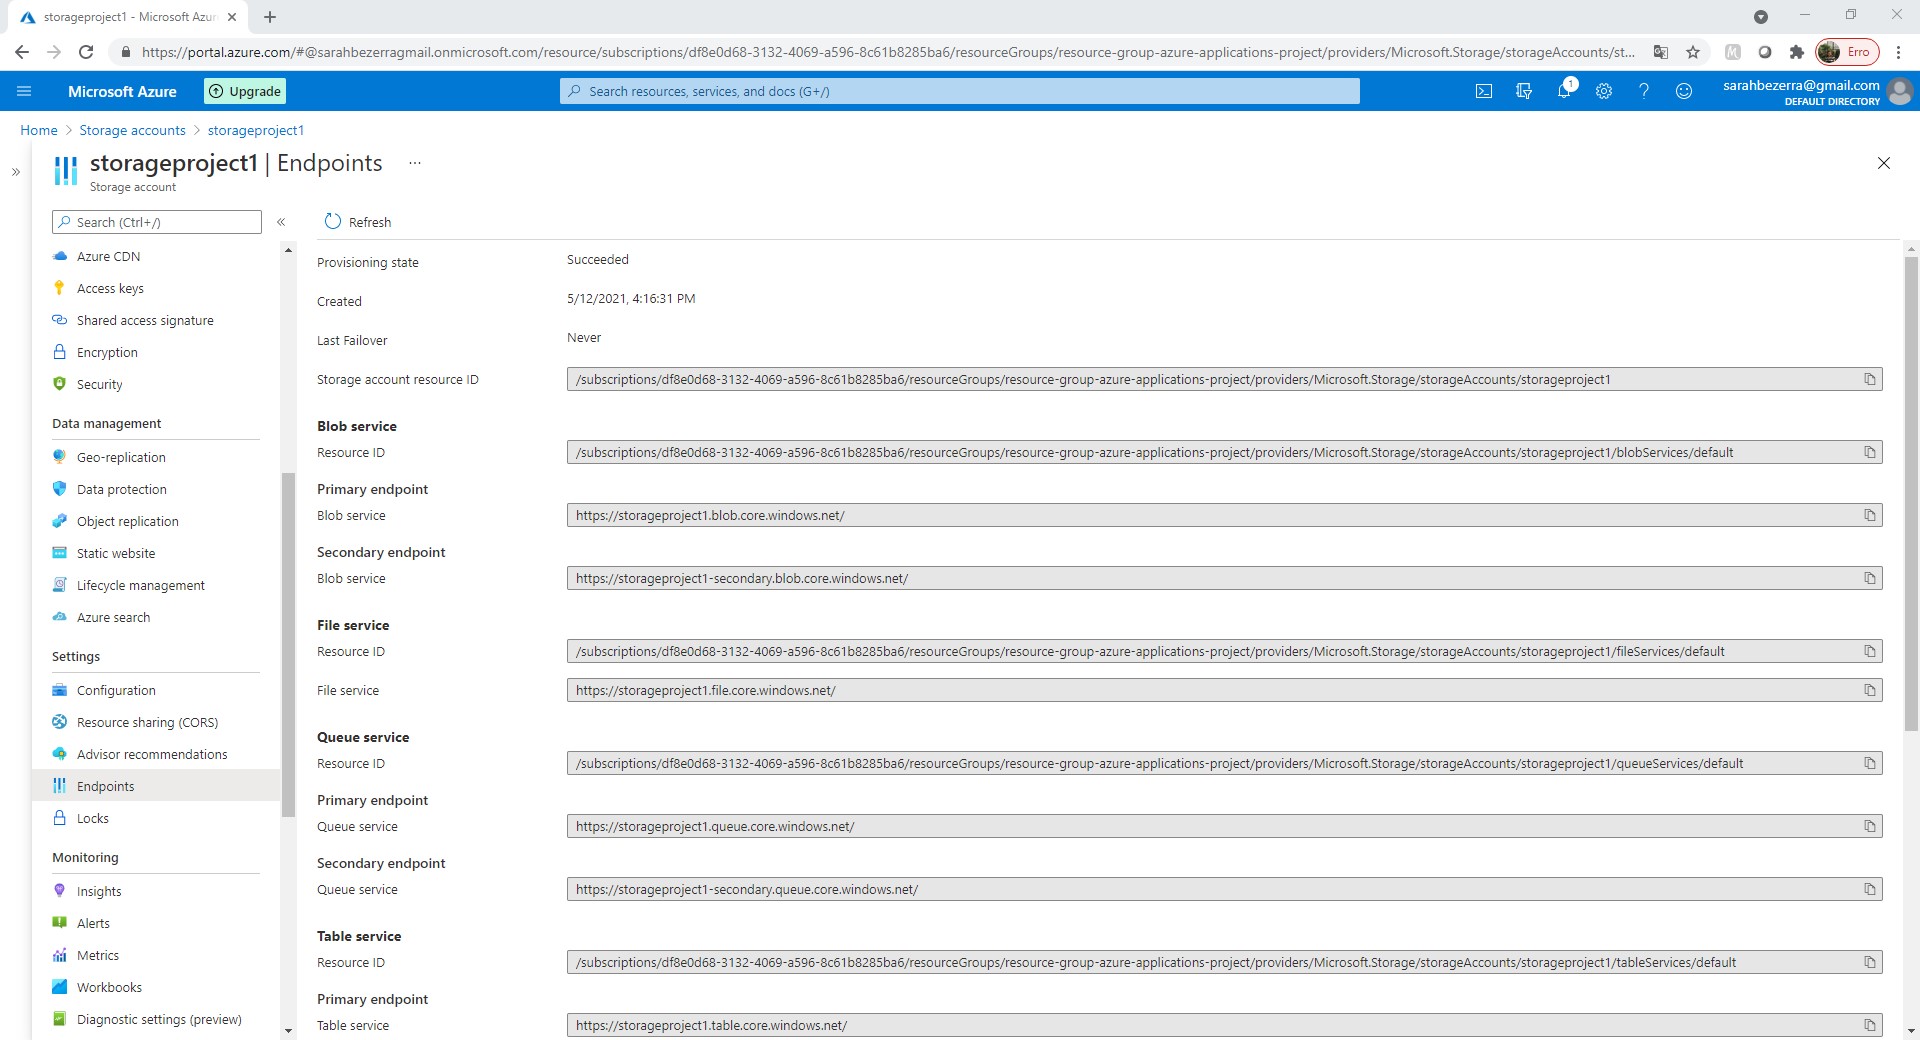 storageproject1 - Microsoft Azur
https://portal.azure.com/#@sarahbezerragmail.onmicrosoft.com/resource/subscriptions/df8e0d68-3132-4069-a596-8c61b8285ba6/resourceGroups/resource-group-azure-applications-project/providers/Microsoft.Storage/storageAccounts/st...
Erro
Microsoft Azure
Upgrade
Search resources, services, and docs (G+/)
1
sarahbezerra@gmail.com
DEFAULT DIRECTORY
Home > Storage accounts > storageproject1
storageproject1 | Endpoints ...
Storage account
Search (Ctrl+/)
«
Refresh
Azure CDN
Access keys
Shared access signature
Encryption
Security
Data management
Geo-replication
Data protection
Object replication
Static website
Lifecycle management
Azure search
Settings
Configuration
Resource sharing (CORS)
Advisor recommendations
Endpoints
Locks
Monitoring
Insights
Alerts
Metrics
Workbooks
Diagnostic settings (preview)
Provisioning state Succeeded
Created 5/12/2021, 4:16:31 PM
Last Failover Never
Storage account resource ID /subscriptions/df8e0d68-3132-4069-a596-8c61b8285ba6/resourceGroups/resource-group-azure-applications-project/providers/Microsoft.Storage/storageAccounts/storageproject1
Blob service
Resource ID /subscriptions/df8e0d68-3132-4069-a596-8c61b8285ba6/resourceGroups/resource-group-azure-applications-project/providers/Microsoft.Storage/storageAccounts/storageproject1/blobServices/default
Primary endpoint
Blob service https://storageproject1.blob.core.windows.net/
Secondary endpoint
Blob service https://storageproject1-secondary.blob.core.windows.net/
File service
Resource ID /subscriptions/df8e0d68-3132-4069-a596-8c61b8285ba6/resourceGroups/resource-group-azure-applications-project/providers/Microsoft.Storage/storageAccounts/storageproject1/fileServices/default
File service https://storageproject1.file.core.windows.net/
Queue service
Resource ID /subscriptions/df8e0d68-3132-4069-a596-8c61b8285ba6/resourceGroups/resource-group-azure-applications-project/providers/Microsoft.Storage/storageAccounts/storageproject1/queueServices/default
Primary endpoint
Queue service https://storageproject1.queue.core.windows.net/
Secondary endpoint
Queue service https://storageproject1-secondary.queue.core.windows.net/
Table service
Resource ID /subscriptions/df8e0d68-3132-4069-a596-8c61b8285ba6/resourceGroups/resource-group-azure-applications-project/providers/Microsoft.Storage/storageAccounts/storageproject1/tableServices/default
Primary endpoint
Table service https://storageproject1.table.core.windows.net/